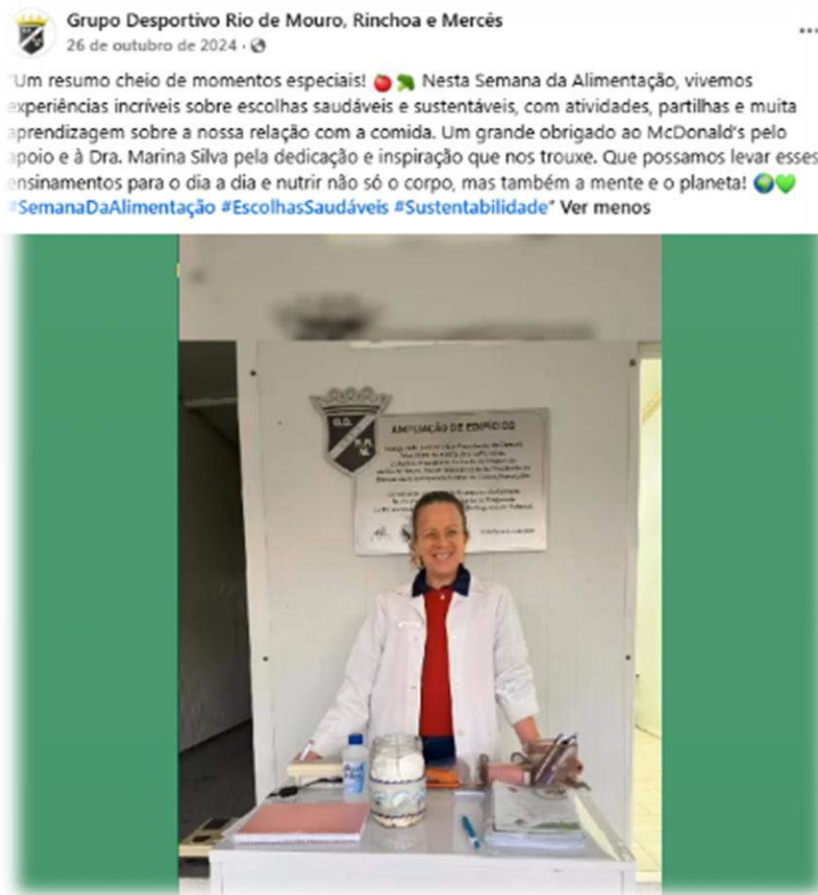 Grupo Desportivo Rio de Mouro, Rinchoa e Mercês
26 de outubro de 2024 ·
"Um resumo cheio de momentos especiais! 🍅🥦 Nesta Semana da Alimentação, vivemos
experiências incríveis sobre escolhas saudáveis e sustentáveis, com atividades, partilhas e muita
aprendizagem sobre a nossa relação com a comida. Um grande obrigado ao McDonald's pelo
apoio e à Dra. Marina Silva pela dedicação e inspiração que nos trouxe. Que possamos levar esses
ensinamentos para o dia a dia e nutrir não só o corpo, mas também a mente e o planeta! 🌍💚
#SemanaDaAlimentação #EscolhasSaudáveis #Sustentabilidade" Ver menos
G.D.
R.M.
AMPLIAÇÃO DE EDIFÍCIOS